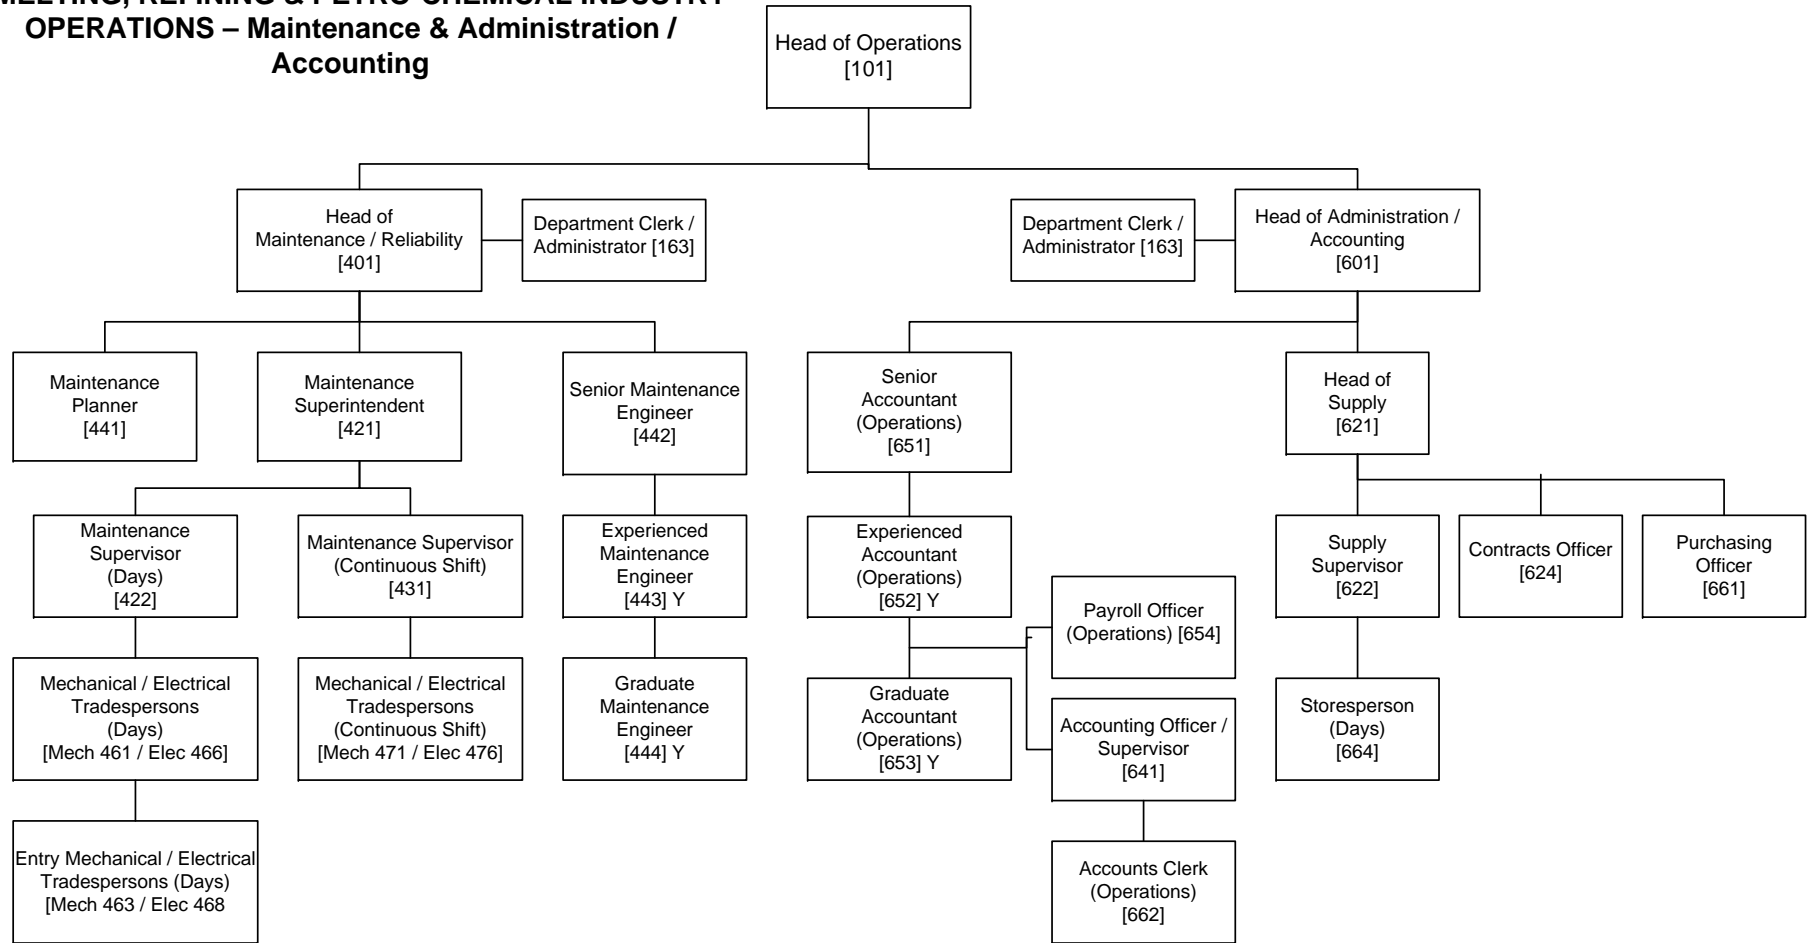 MELTING, REFINING & PETRO-CHEMICAL INDUSTRY
OPERATIONS – Maintenance & Administration /
Accounting
Head of Operations
[101]
Head of
Maintenance / Reliability
[401]
Department Clerk /
Administrator [163]
Department Clerk /
Administrator [163]
Head of Administration /
Accounting
[601]
Maintenance
Planner
[441]
Maintenance
Superintendent
[421]
Senior Maintenance
Engineer
[442]
Senior
Accountant
(Operations)
[651]
Head of
Supply
[621]
Maintenance
Supervisor
(Days)
[422]
Maintenance Supervisor
(Continuous Shift)
[431]
Experienced
Maintenance
Engineer
[443] Y
Experienced
Accountant
(Operations)
[652] Y
Payroll Officer
(Operations) [654]
Supply
Supervisor
[622]
Contracts Officer
[624]
Purchasing
Officer
[661]
Mechanical / Electrical
Tradespersons
(Days)
[Mech 461 / Elec 466]
Mechanical / Electrical
Tradespersons
(Continuous Shift)
[Mech 471 / Elec 476]
Graduate
Maintenance
Engineer
[444] Y
Graduate
Accountant
(Operations)
[653] Y
Accounting Officer /
Supervisor
[641]
Storesperson
(Days)
[664]
Entry Mechanical / Electrical
Tradespersons (Days)
[Mech 463 / Elec 468
Accounts Clerk
(Operations)
[662]